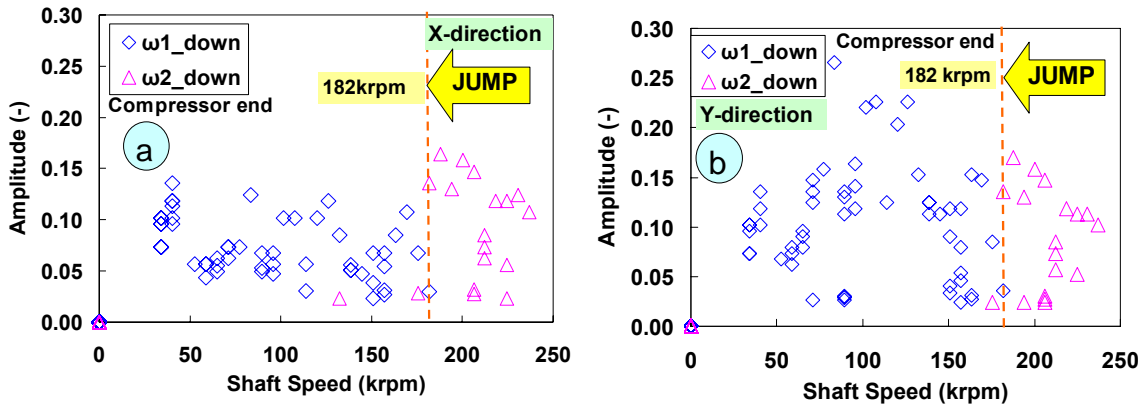 0.30
0.25
0.20
0.15
0.10
0.05
0.00
Amplitude (-)
ω1_down
ω2_down
Compressor end
a
X-direction
182krpm
JUMP
0 50 100 150 200 250
Shaft Speed (krpm)
0.30
0.25
0.20
0.15
0.10
0.05
0.00
Amplitude (-)
ω1_down
ω2_down
Y-direction
b
Compressor end
182 krpm
JUMP
0 50 100 150 200 250
Shaft Speed (krpm)